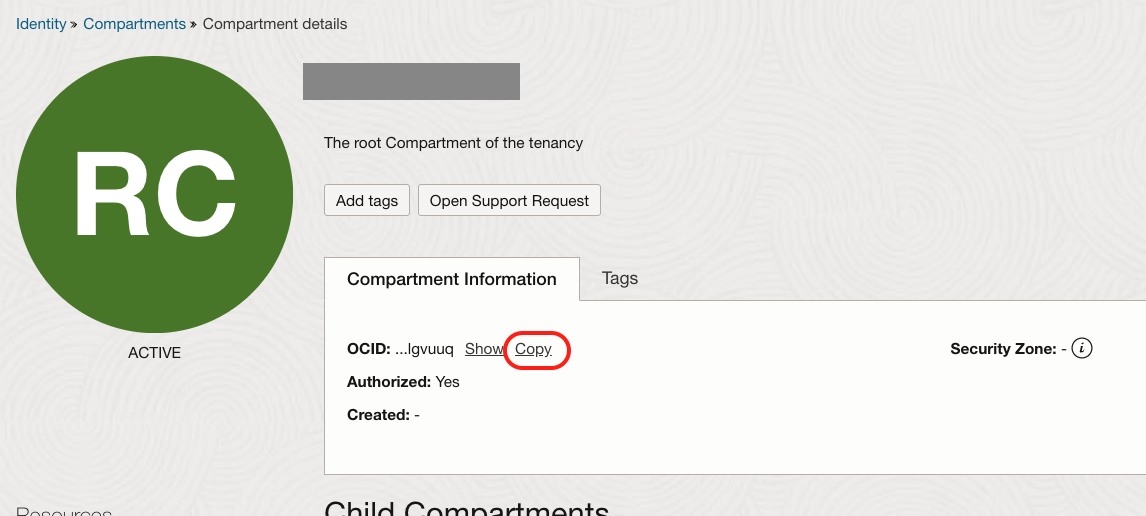 Identity » Compartments » Compartment details
RC
ACTIVE
The root Compartment of the tenancy
Add tags
Open Support Request
Compartment Information
Tags
OCID: ...lgvuuq Show Copy
Security Zone: - i
Authorized: Yes
Created: -
Resources
Child Compartments